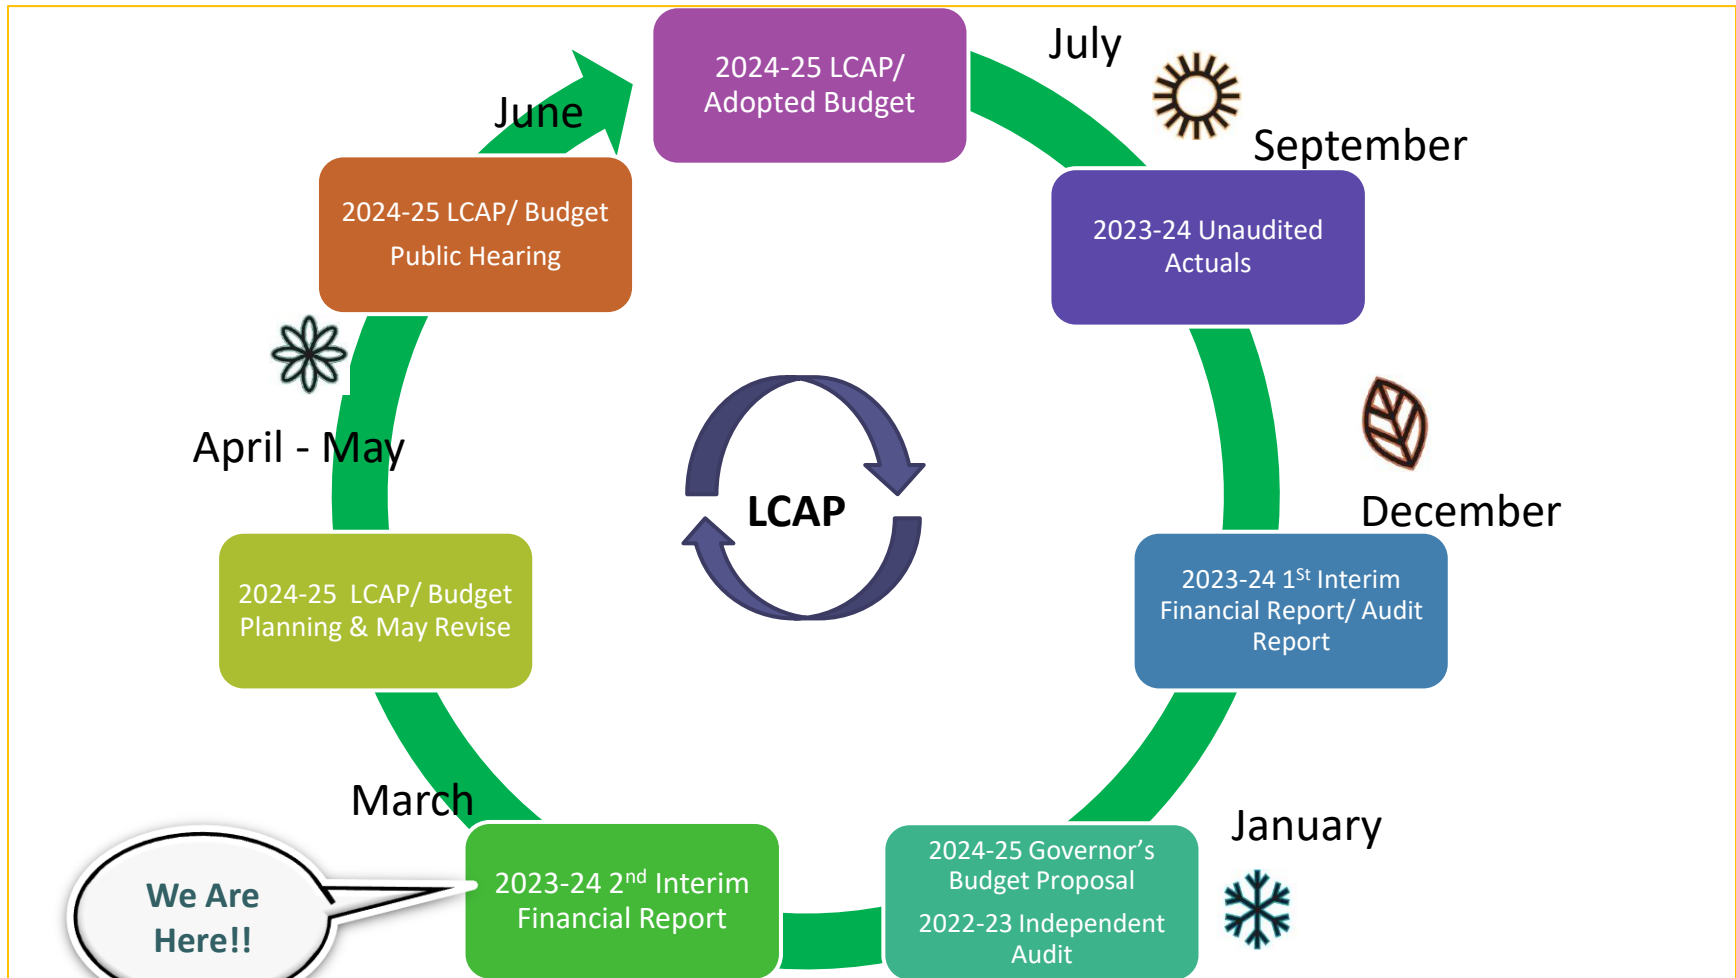 2024-25 LCAP/
Adopted Budget
July
September
2023-24 Unaudited
Actuals
December
2023-24 1St Interim
Financial Report/ Audit
Report
January
2024-25 Governor’s
Budget Proposal
2022-23 Independent
Audit
March
2023-24 2nd Interim
Financial Report
We Are
Here!!
2024-25  LCAP/ Budget
Planning & May Revise
April - May
2024-25 LCAP/ Budget
Public Hearing
June
LCAP